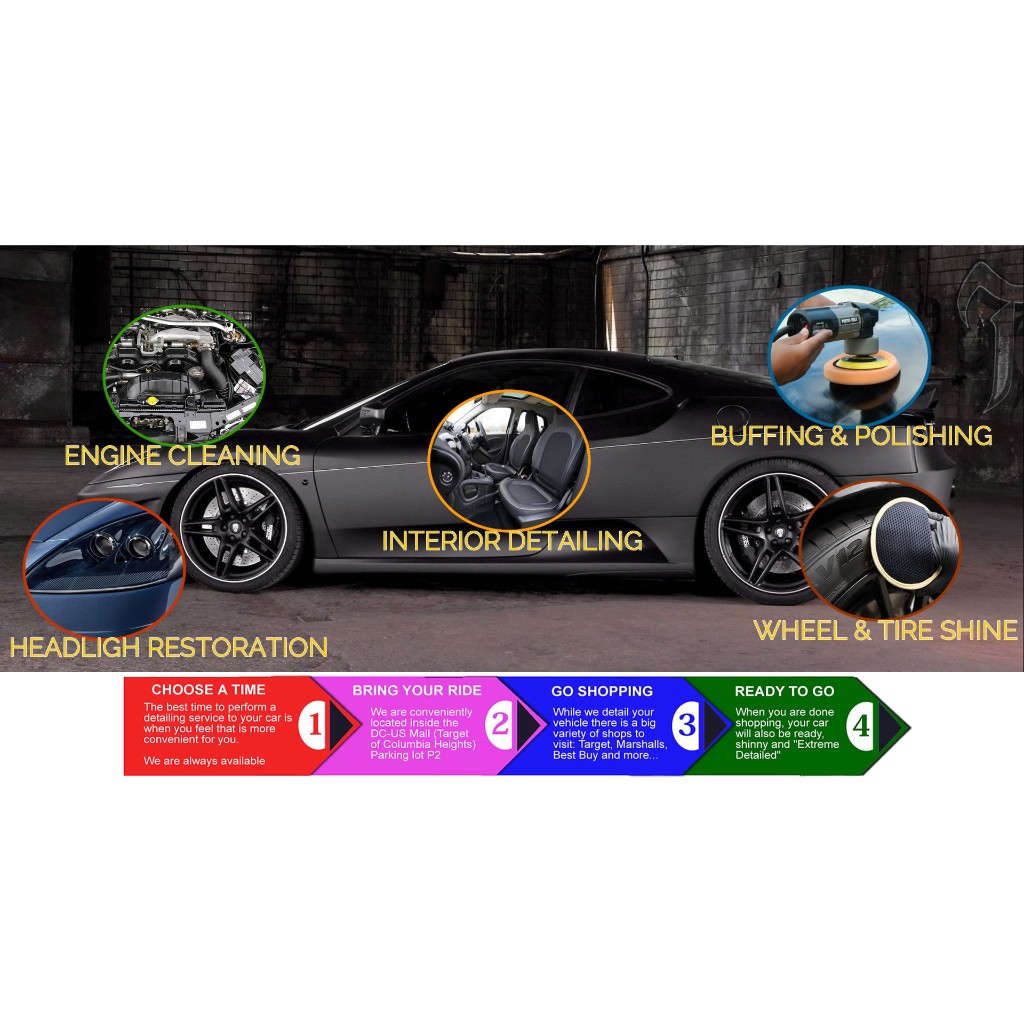 ENGINE CLEANING
BUFFING & POLISHING
INTERIOR DETAILING
HEADLIGH RESTORATION
WHEEL & TIRE SHINE
V12
CHOOSE A TIME
The best time to perform a
detailing service to your car is
when you feel that is more
convenient for you.
We are always available
1
BRING YOUR RIDE
We are conveniently
located inside the
DC-US Mall (Target
of Columbia Heights)
Parking lot P2
2
GO SHOPPING
While we detail your
vehicle there is a big
variety of shops to
visit: Target, Marshalls,
Best Buy and more...
3
READY TO GO
When you are done
shopping, your car
will also be ready,
shinny and "Extreme
Detailed"
4